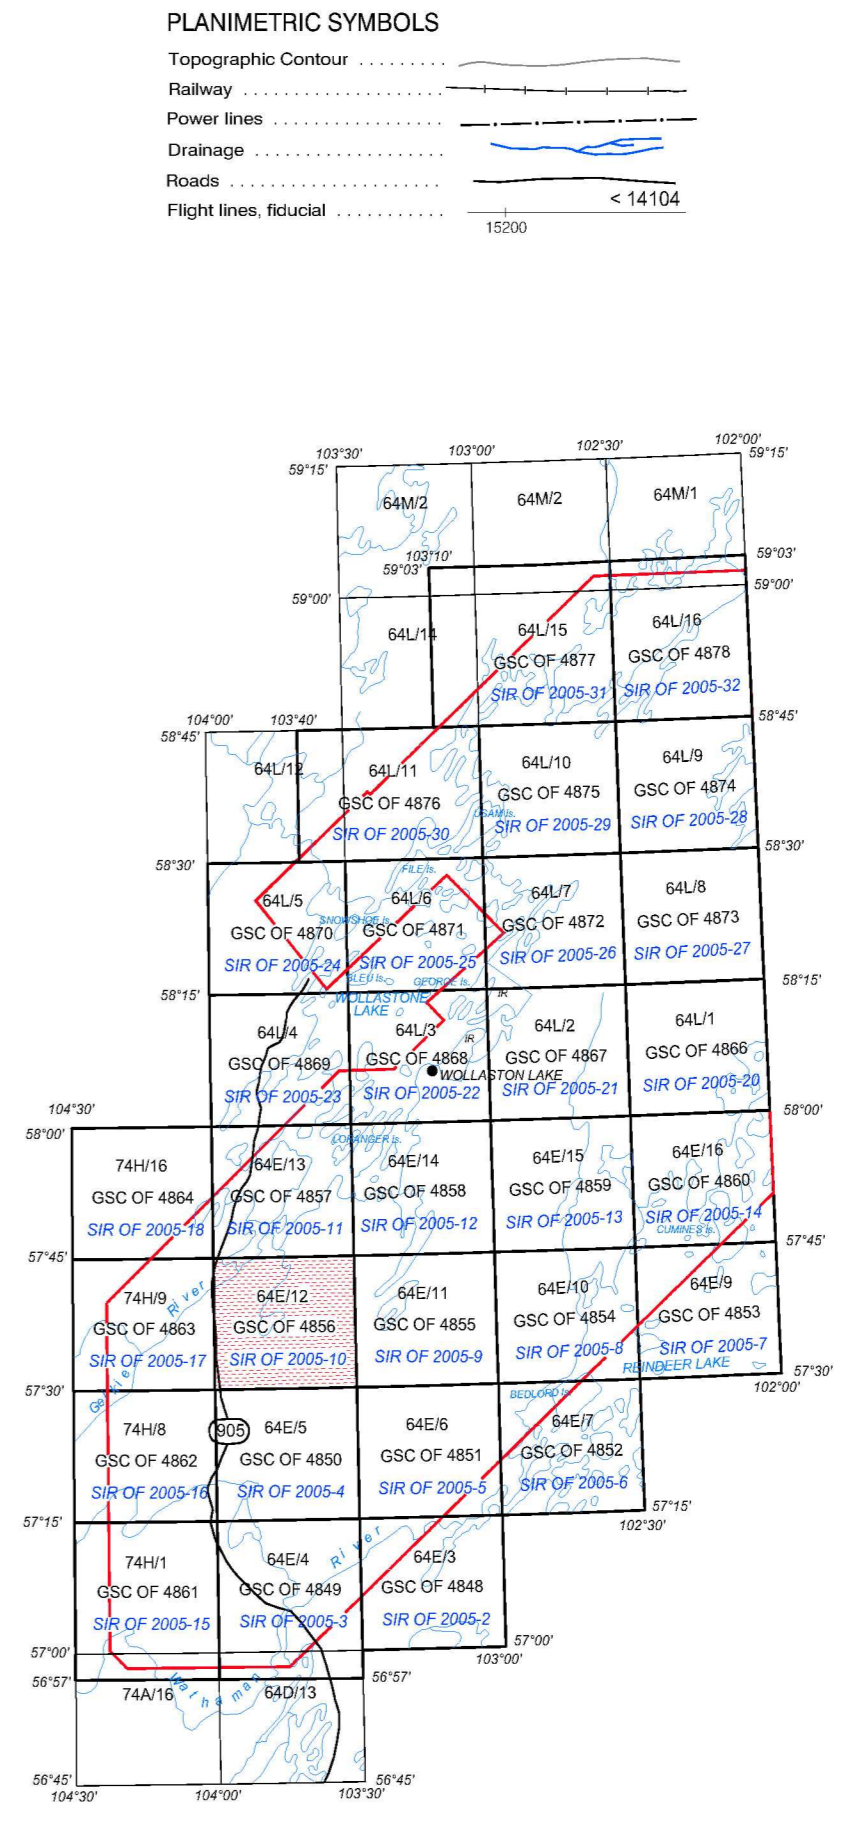 PLANIMETRIC SYMBOLS
Topographic Contour . . . . . . . . .
Railway . . . . . . . . . . . . . . . . . . . .
Power lines . . . . . . . . . . . . . . . . .
Drainage . . . . . . . . . . . . . . . . . . .
Roads . . . . . . . . . . . . . . . . . . . . .
Flight lines, fiducial . . . . . . . . . . .
< 14104
15200
103°30'
103°00'
102°30'
102°00'
59°15'
59°15'
64M/2
64M/2
64M/1
103°10'
59°03'
59°03'
59°00'
59°00'
64L/14
64L/15
GSC OF 4877
SIR OF 2005-31
64L/16
GSC OF 4878
SIR OF 2005-32
104°00'
103°40'
58°45'
58°45'
64L/12
64L/11
GSC OF 4876
SIR OF 2005-30
64L/10
GSC OF 4875
SIR OF 2005-29
64L/9
GSC OF 4874
SIR OF 2005-28
USAM is.
58°30'
58°30'
FILE is.
64L/5
GSC OF 4870
SIR OF 2005-24
SNOWSHOE is.
64L/6
GSC OF 4871
SIR OF 2005-25
64L/7
GSC OF 4872
SIR OF 2005-26
64L/8
GSC OF 4873
SIR OF 2005-27
BLEU is.
GEORGE is.
58°15'
58°15'
WOLLASTONE
LAKE
IR
64L/4
GSC OF 4869
SIR OF 2005-23
64L/3
IR
GSC OF 4868
WOLLASTON LAKE
SIR OF 2005-22
64L/2
GSC OF 4867
SIR OF 2005-21
64L/1
GSC OF 4866
SIR OF 2005-20
104°30'
58°00'
58°00'
LORANGER is.
74H/16
GSC OF 4864
SIR OF 2005-18
64E/13
GSC OF 4857
SIR OF 2005-11
64E/14
GSC OF 4858
SIR OF 2005-12
64E/15
GSC OF 4859
SIR OF 2005-13
64E/16
GSC OF 4860
SIR OF 2005-14
CUMINES is.
57°45'
57°45'
74H/9
GSC OF 4863
SIR OF 2005-17
River
64E/12
GSC OF 4856
SIR OF 2005-10
64E/11
GSC OF 4855
SIR OF 2005-9
64E/10
GSC OF 4854
SIR OF 2005-8
64E/9
GSC OF 4853
SIR OF 2005-7
REINDEER LAKE
57°30'
57°30'
102°00'
BEDLORD is.
74H/8
GSC OF 4862
SIR OF 2005-16
905
64E/5
GSC OF 4850
SIR OF 2005-4
64E/6
GSC OF 4851
SIR OF 2005-5
64E/7
GSC OF 4852
SIR OF 2005-6
57°15'
57°15'
102°30'
74H/1
GSC OF 4861
SIR OF 2005-15
64E/4
GSC OF 4849
SIR OF 2005-3
River
64E/3
GSC OF 4848
SIR OF 2005-2
57°00'
57°00'
103°00'
56°57'
56°57'
74A/16
Wathaman
64D/13
56°45'
56°45'
104°30'
104°00'
103°30'